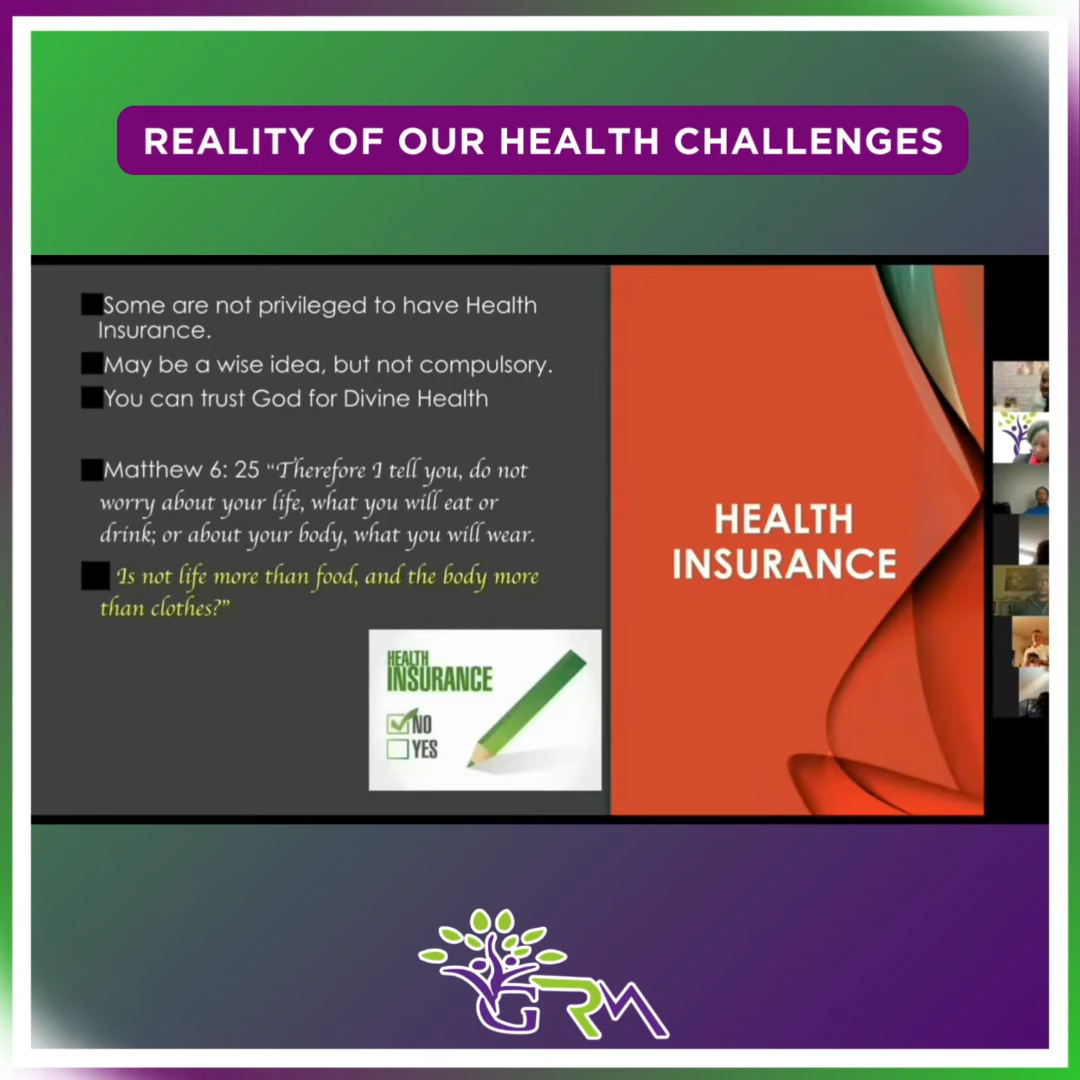 REALITY OF OUR HEALTH CHALLENGES
Some are not privileged to have Health
Insurance.
May be a wise idea, but not compulsory.
You can trust God for Divine Health
Matthew 6: 25 “Therefore I tell you, do not
worry about your life, what you will eat or
drink; or about your body, what you will wear.
Is not life more than food, and the body more
than clothes?”
HEALTH
INSURANCE
NO
YES
HEALTH
INSURANCE
GRM